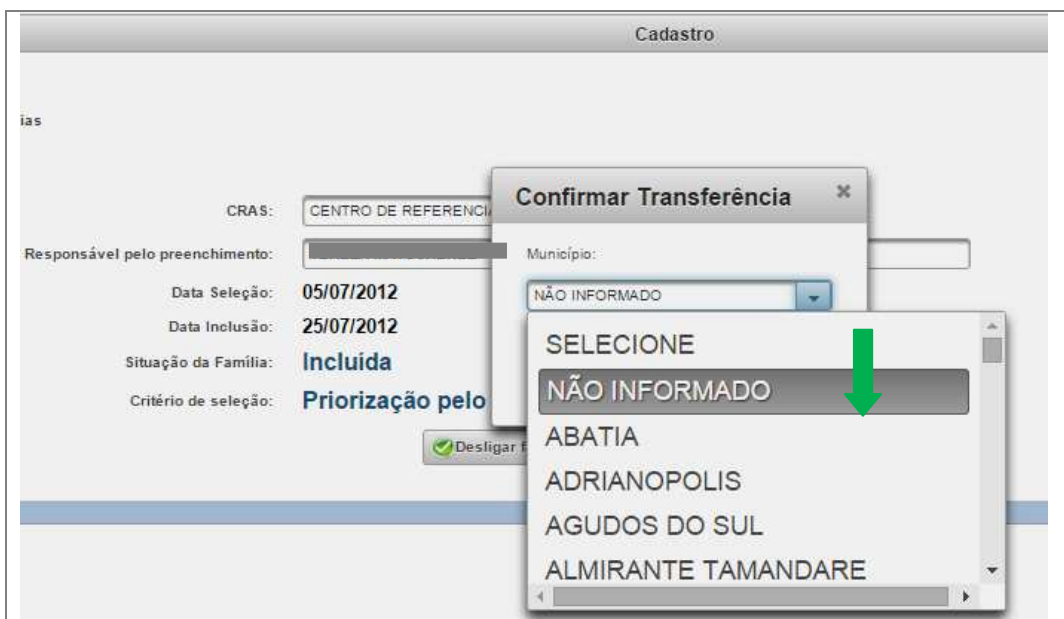 Cadastro
ias
CRAS: CENTRO DE REFERENCIA
Responsável pelo preenchimento:
Data Seleção: 05/07/2012
Data Inclusão: 25/07/2012
Situação da Família: Incluída
Critério de seleção: Priorização pelo
Desligar f
Confirmar Transferência
Município:
NÃO INFORMADO
SELECIONE
NÃO INFORMADO
ABATIA
ADRIANOPOLIS
AGUDOS DO SUL
ALMIRANTE TAMANDARE